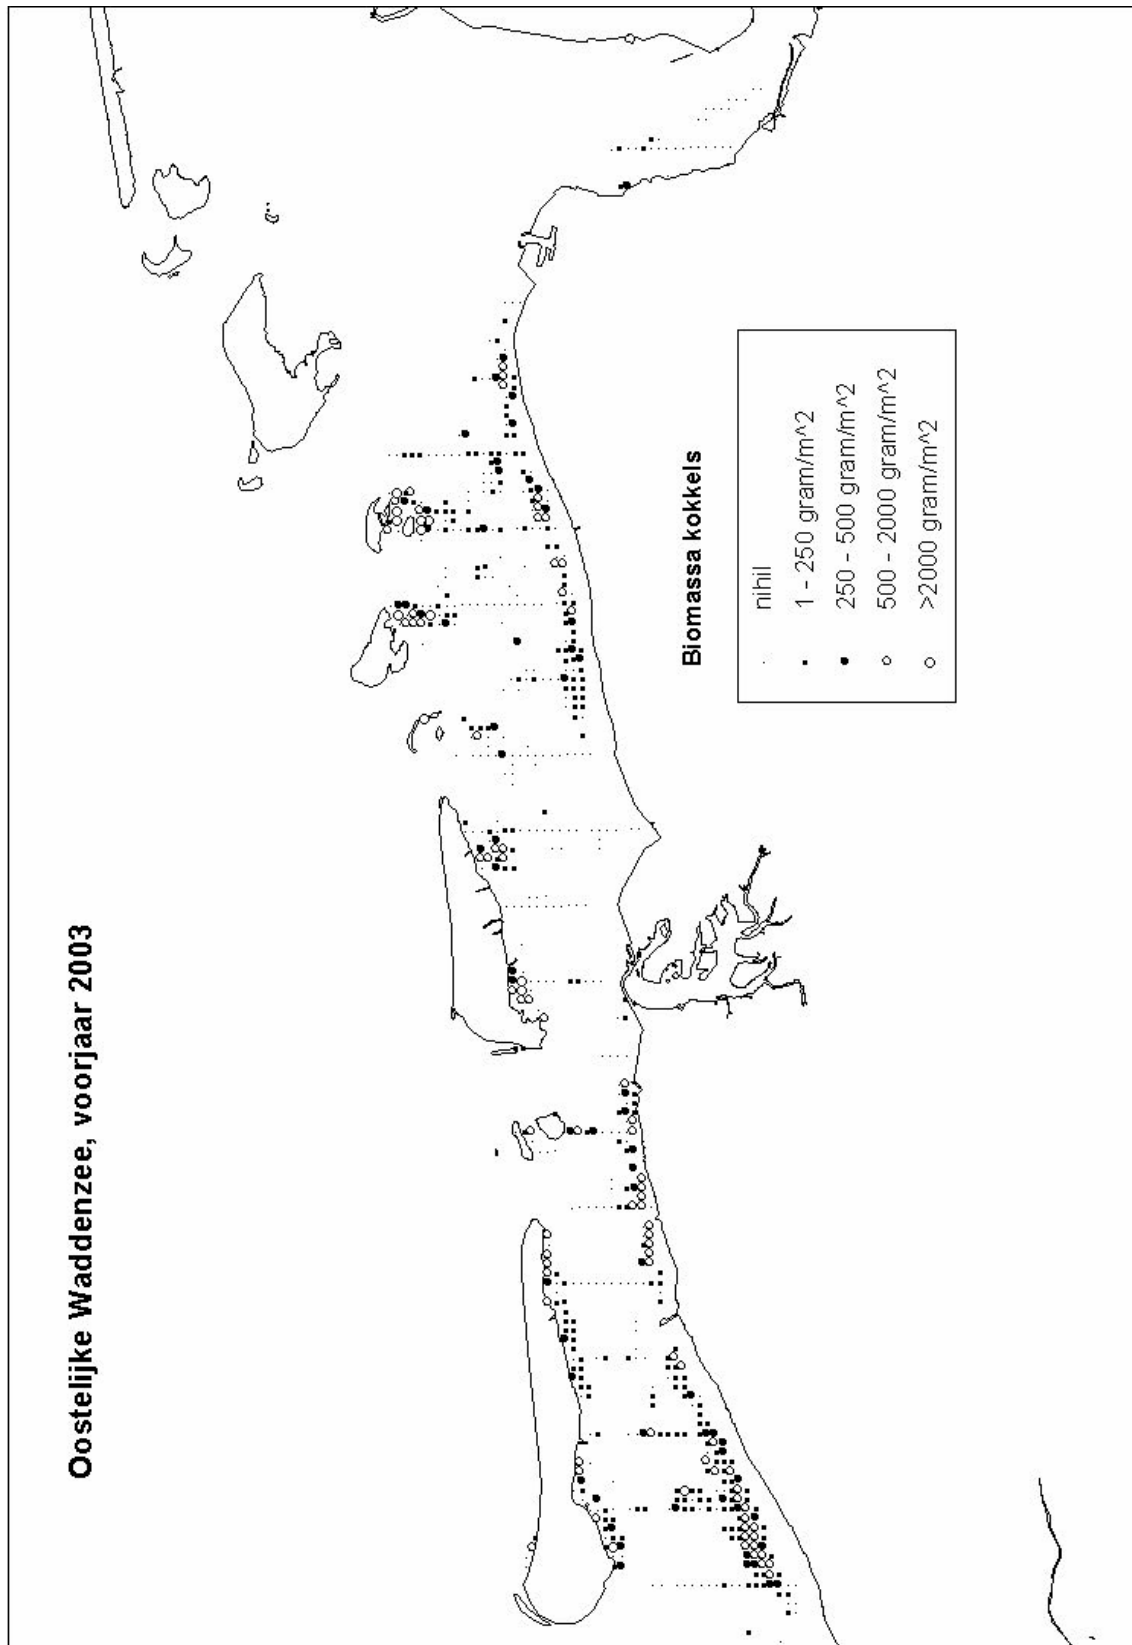 Oostelijke Waddenzee, voorjaar 2003
Biomassa kokkels
nihil
1 - 250 gram/m^2
250 - 500 gram/m^2
500 - 2000 gram/m^2
>2000 gram/m^2